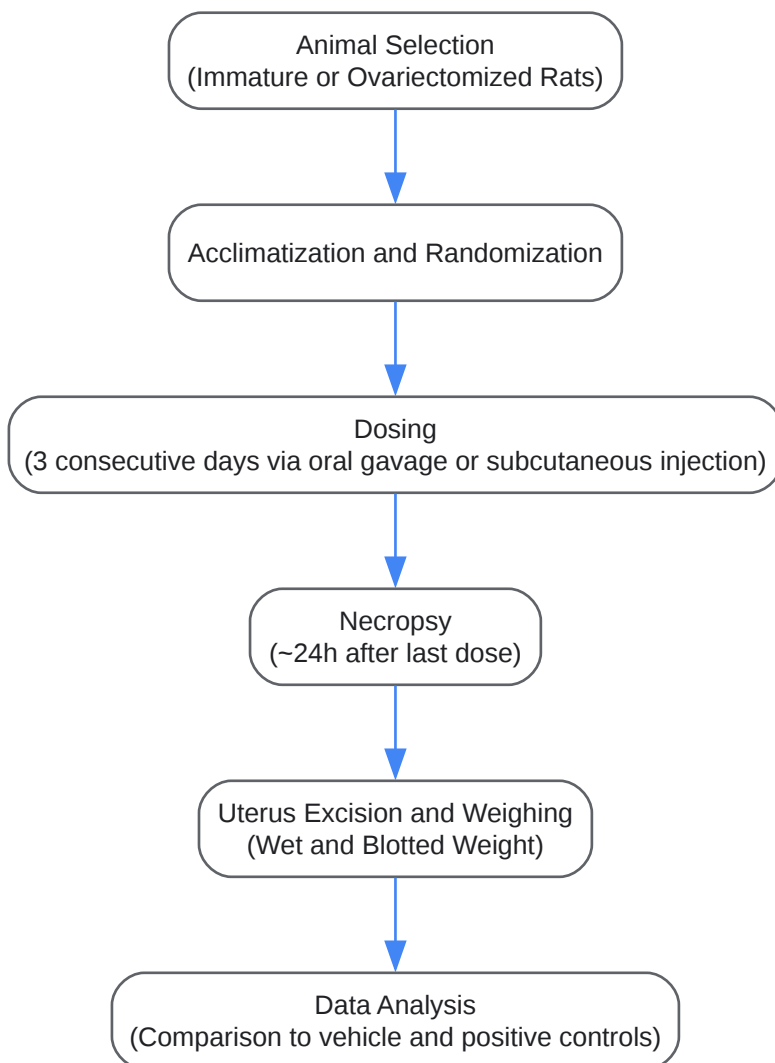 Animal Selection
(Immature or Ovariectomized Rats)
Acclimatization and Randomization
Dosing
(3 consecutive days via oral gavage or subcutaneous injection)
Necropsy
(~24h after last dose)
Uterus Excision and Weighing
(Wet and Blotted Weight)
Data Analysis
(Comparison to vehicle and positive controls)